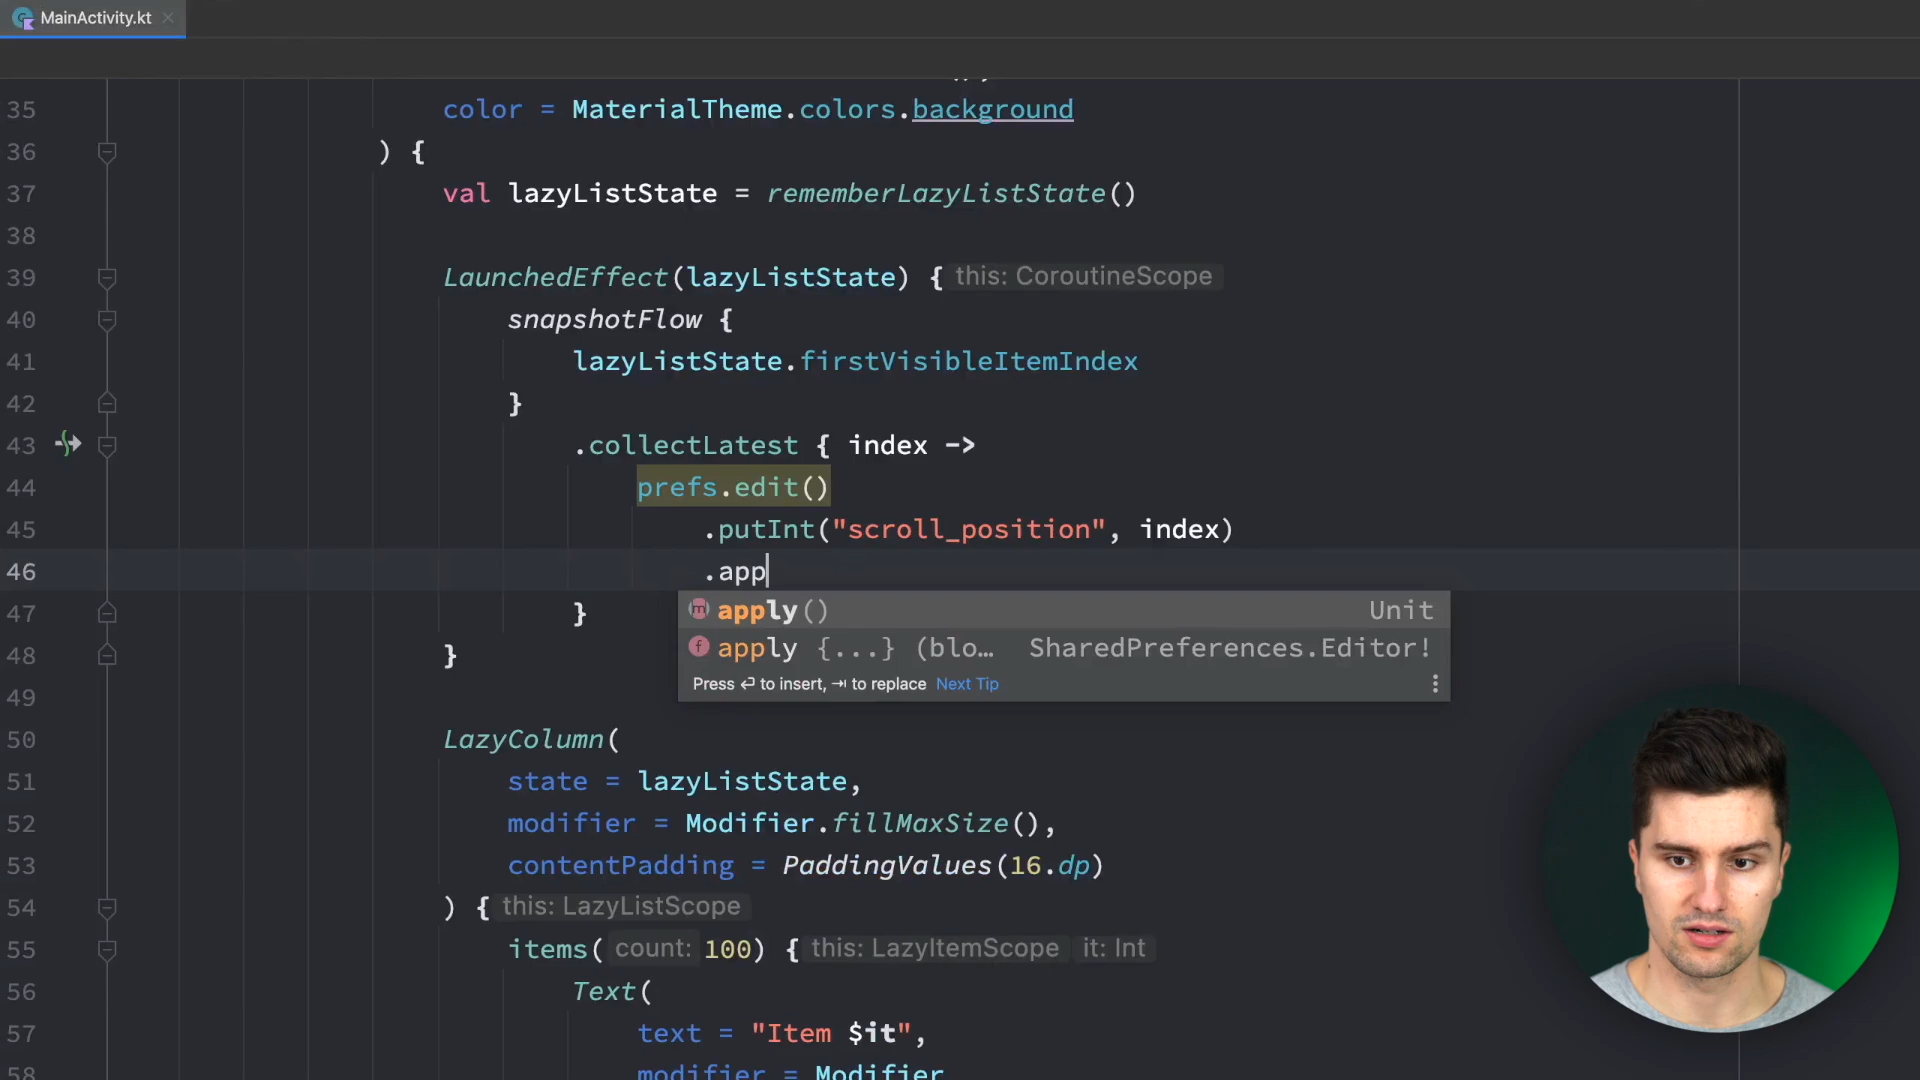 MainActivity.kt
35 color = MaterialTheme.colors.background
36 ) {
37 val lazyListState = rememberLazyListState()
38
39 LaunchedEffect(lazyListState) { this: CoroutineScope
40 snapshotFlow {
41 lazyListState.firstVisibleItemIndex
42 }
43 .collectLatest { index ->
44 prefs.edit()
45 .putInt("scroll_position", index)
46 .app
apply() Unit
47 }
apply {...} (blo... SharedPreferences.Editor!
48 }
Press ⏎ to insert, ⇥ to replace Next Tip
49
50 LazyColumn(
51 state = lazyListState,
52 modifier = Modifier.fillMaxSize(),
53 contentPadding = PaddingValues(16.dp)
54 ) { this: LazyListScope
55 items( count: 100) { this: LazyItemScope it: Int
56 Text(
57 text = "Item $it",
58 modifier = Modifier